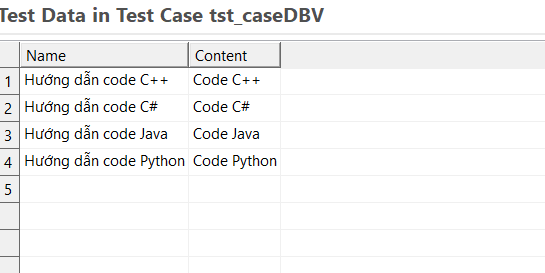 Test Data in Test Case tst_caseDBV
Name Content
1 Hướng dẫn code C++ Code C++
2 Hướng dẫn code C# Code C#
3 Hướng dẫn code Java Code Java
4 Hướng dẫn code Python Code Python
5